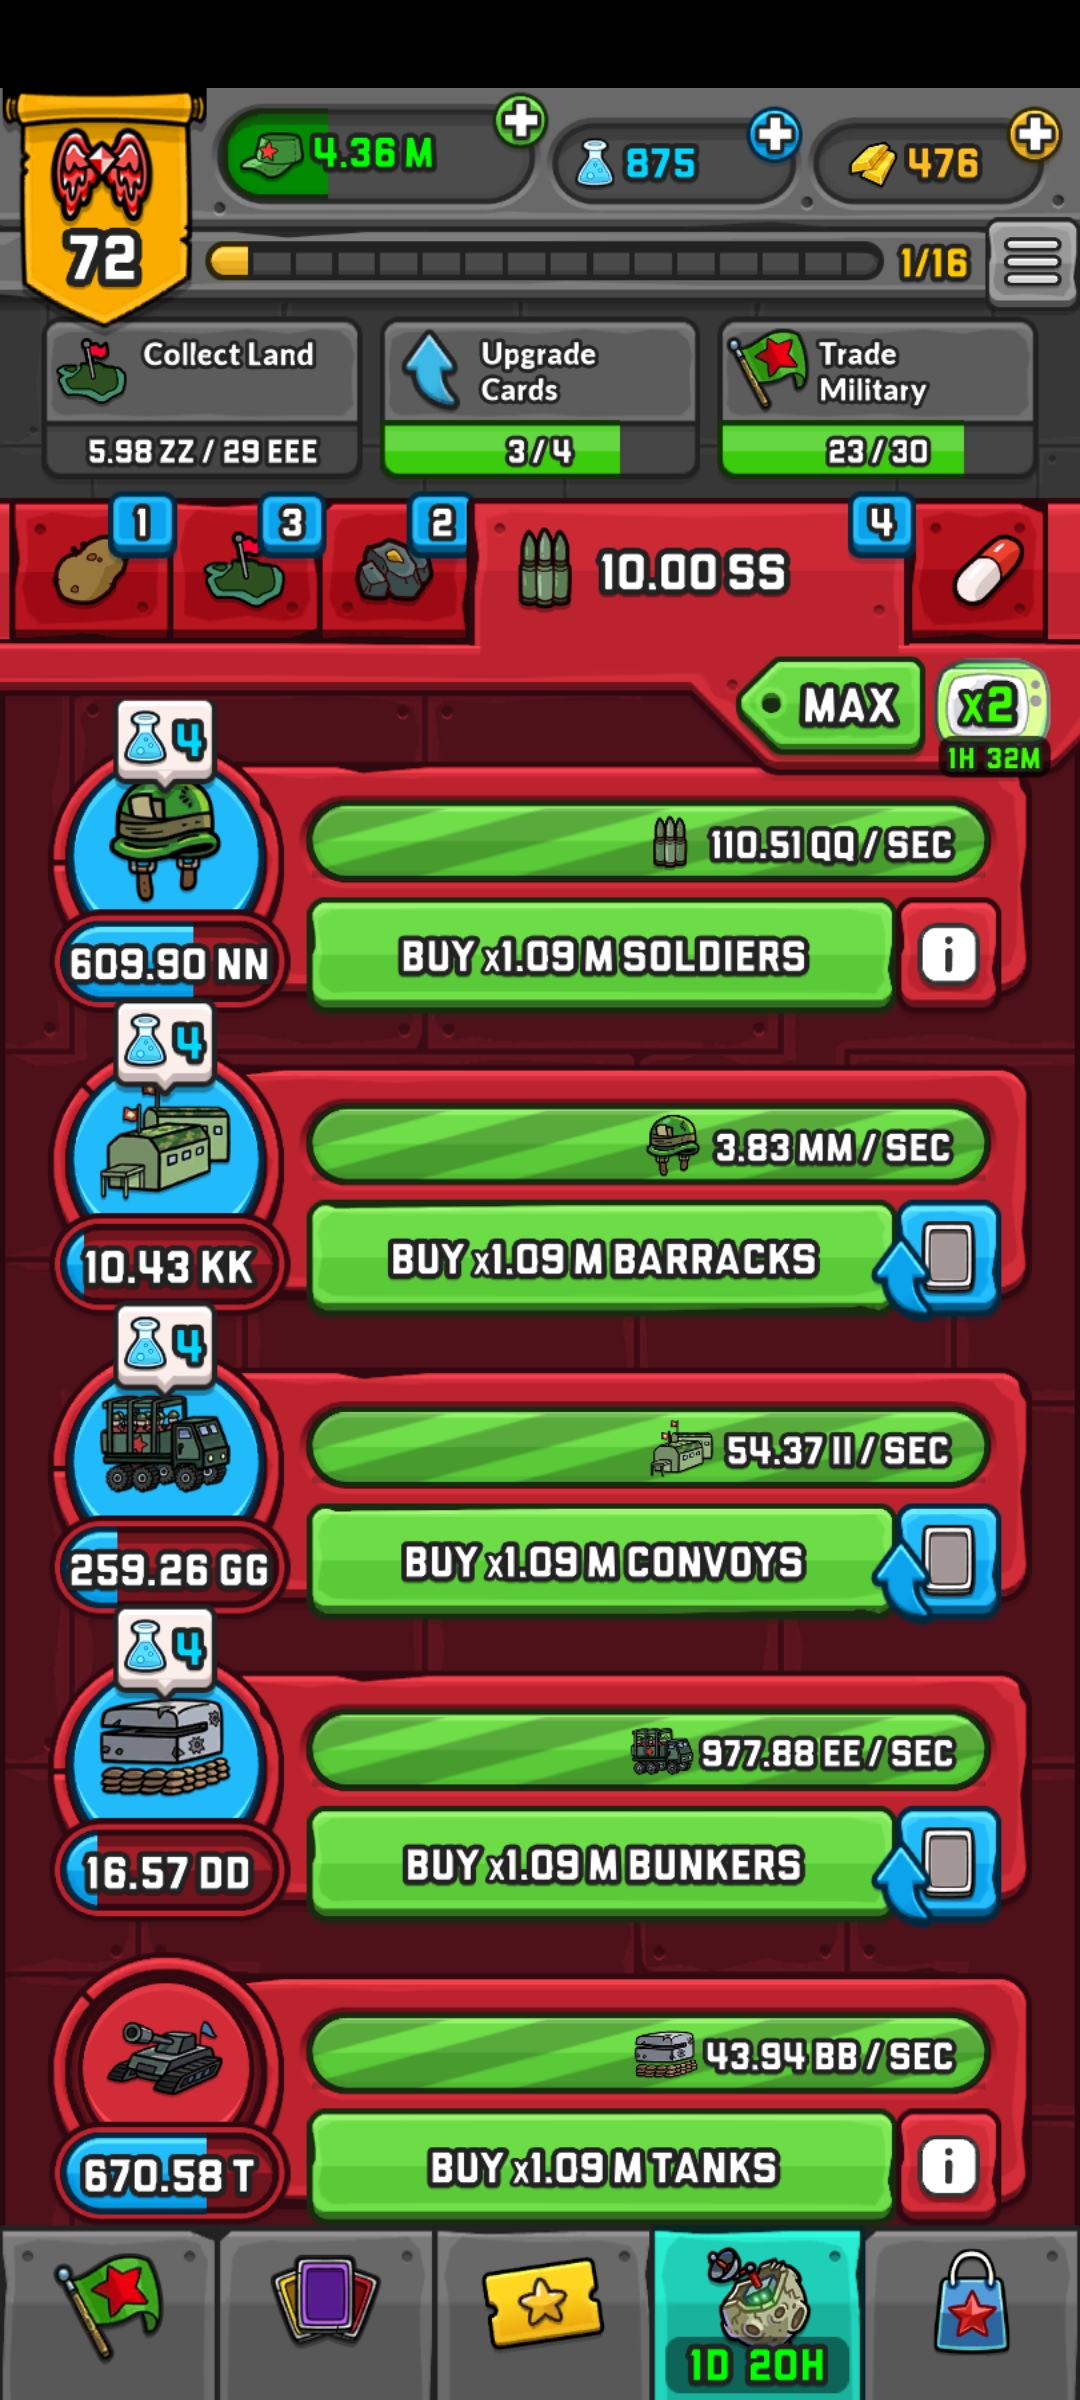 4.36 M
875
476
72
1/16
Collect Land
5.98 ZZ / 29 EEE
Upgrade
Cards
3/4
Trade
Military
23/30
1
3
2
10.00 SS
4
MAX
x2
1H 32M
4
110.51 QQ / SEC
609.90 NN
BUY x1.09 M SOLDIERS
i
4
3.83 MM / SEC
10.43 KK
BUY x1.09 M BARRACKS
4
54.37 II / SEC
259.26 GG
BUY x1.09 M CONVOYS
4
977.88 EE / SEC
16.57 DD
BUY x1.09 M BUNKERS
43.94 BB / SEC
670.58 T
BUY x1.09 M TANKS
i
1D 20H